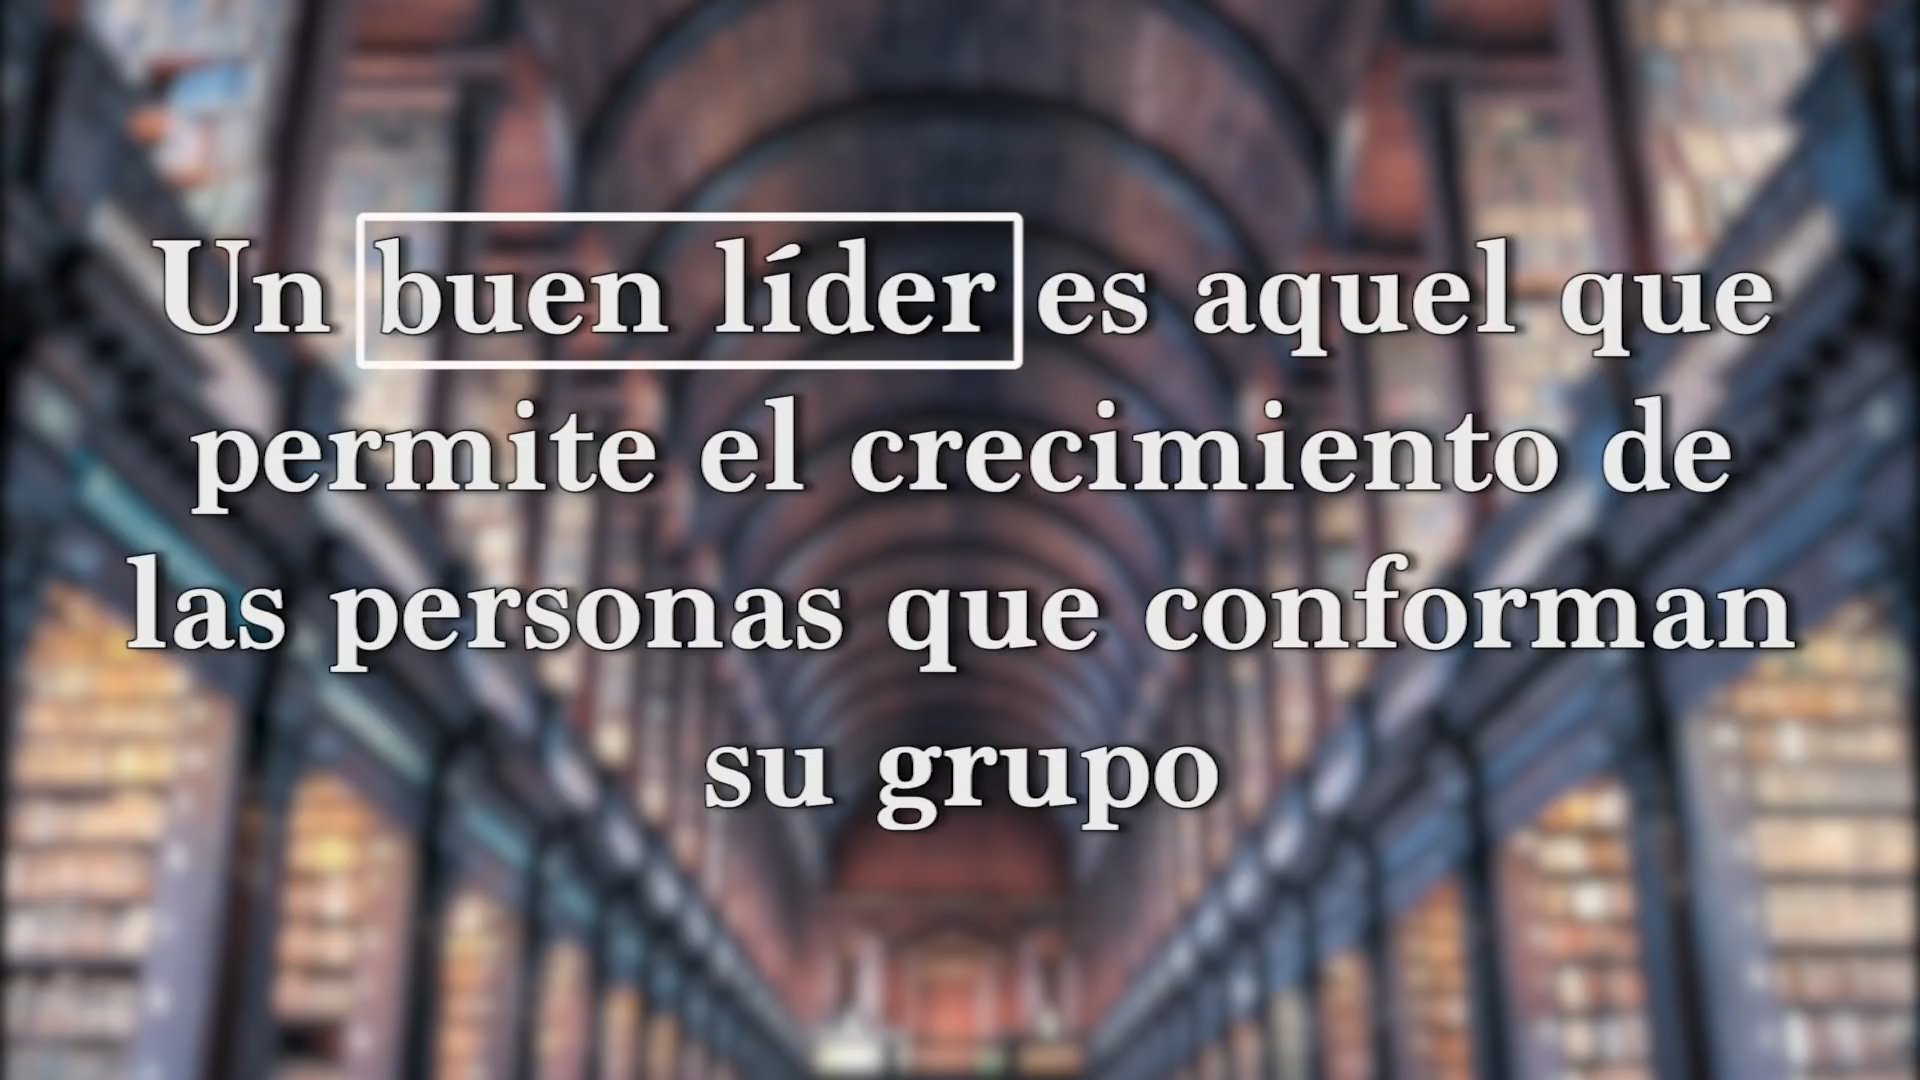 Un buen líder es aquel que
permite el crecimiento de
las personas que conforman
su grupo